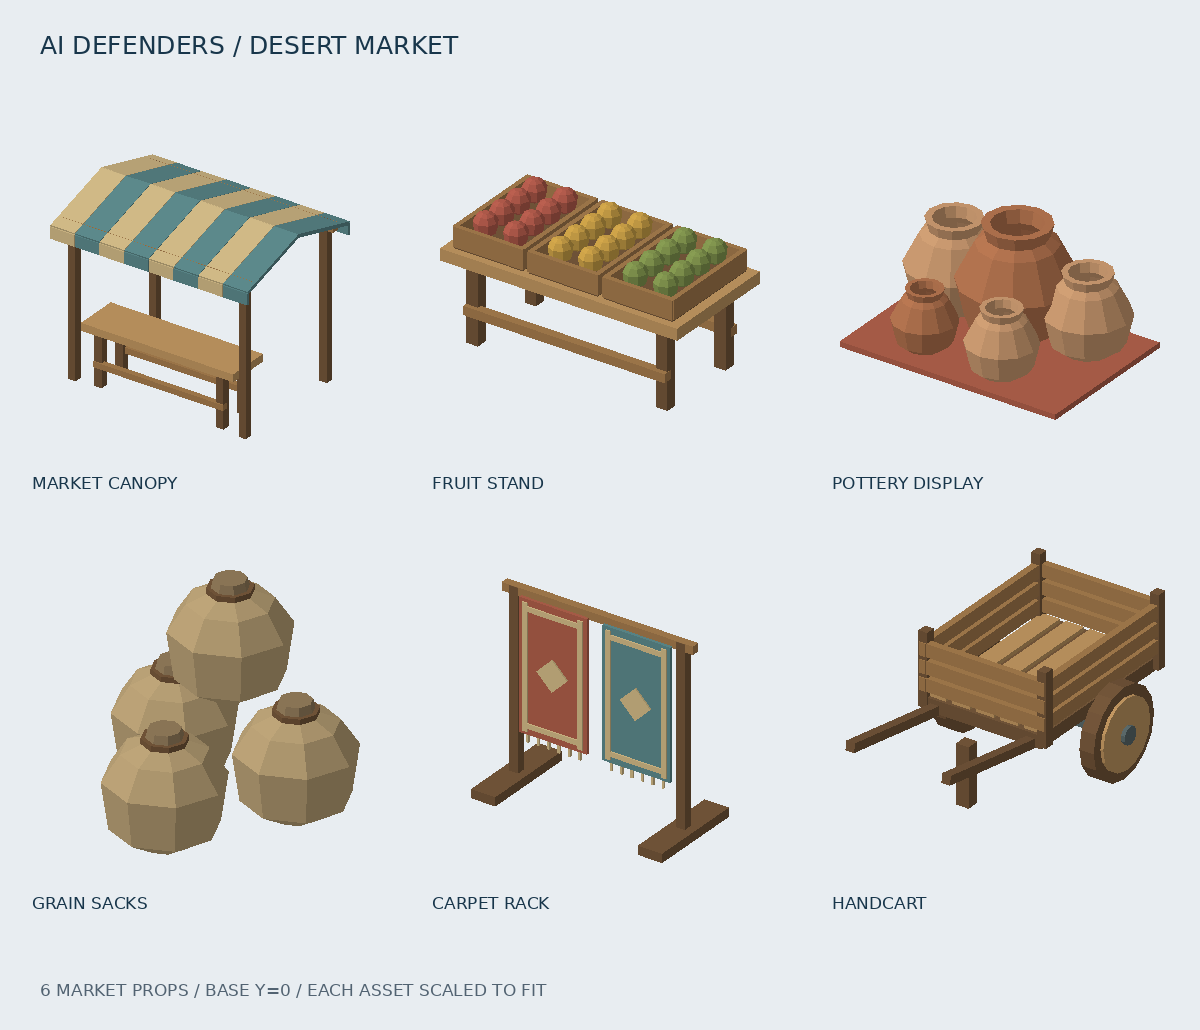 AI DEFENDERS / DESERT MARKET
MARKET CANOPY
FRUIT STAND
POTTERY DISPLAY
GRAIN SACKS
CARPET RACK
HANDCART
6 MARKET PROPS / BASE Y=0 / EACH ASSET SCALED TO FIT